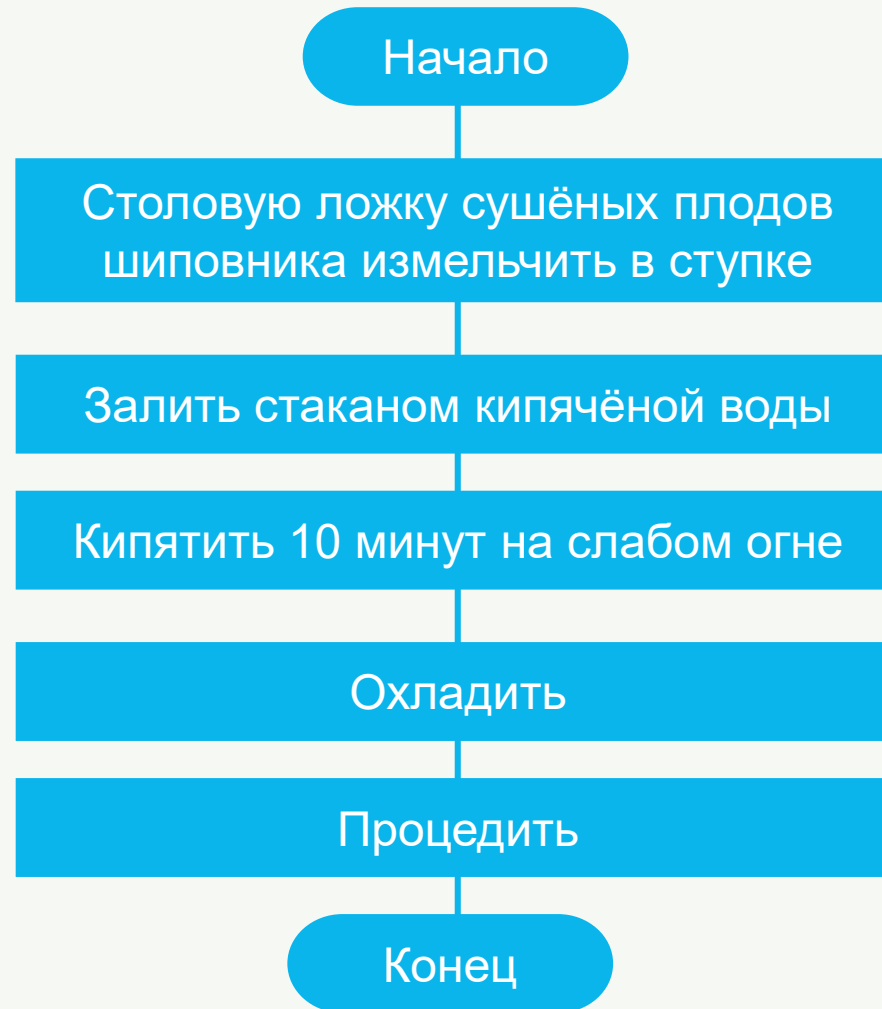 Начало
Столовую ложку сушёных плодов
шиповника измельчить в ступке
Залить стаканом кипячёной воды
Кипятить 10 минут на слабом огне
Охладить
Процедить
Конец